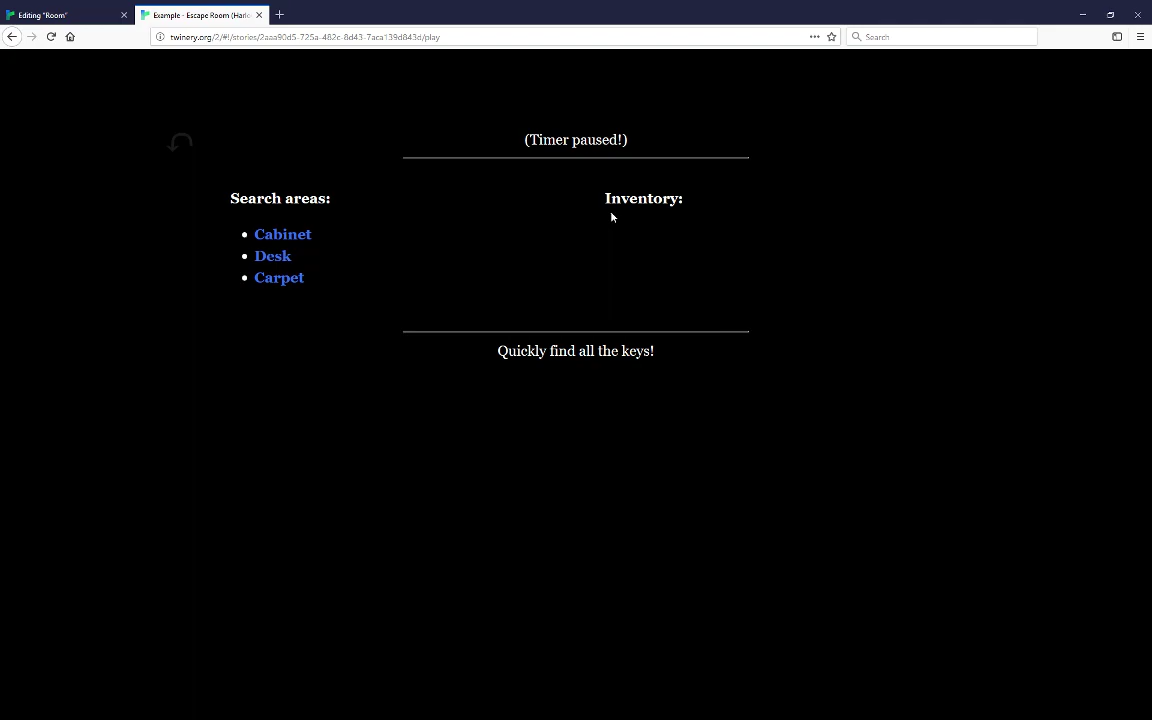 Editing "Room"
Example - Escape Room (Harlo
twinery.org/2/#!/stories/2aaa90d5-725a-482c-8d43-7aca139d843d/play
Search
(Timer paused!)
Search areas:
Inventory:
Cabinet
Desk
Carpet
Quickly find all the keys!